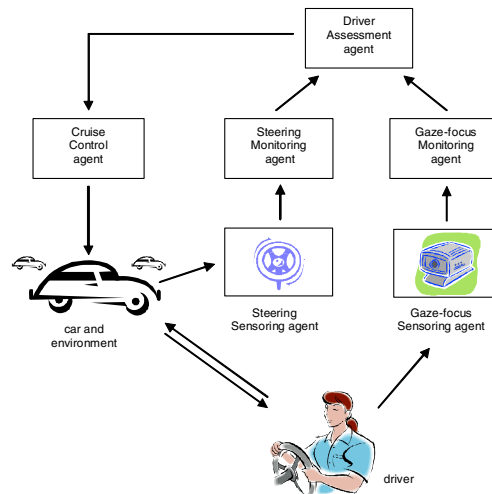 Driver
Assessment
agent
Cruise
Control
agent
Steering
Monitoring
agent
Gaze-focus
Monitoring
agent
car and
environment
Steering
Sensoring agent
Gaze-focus
Sensoring agent
driver